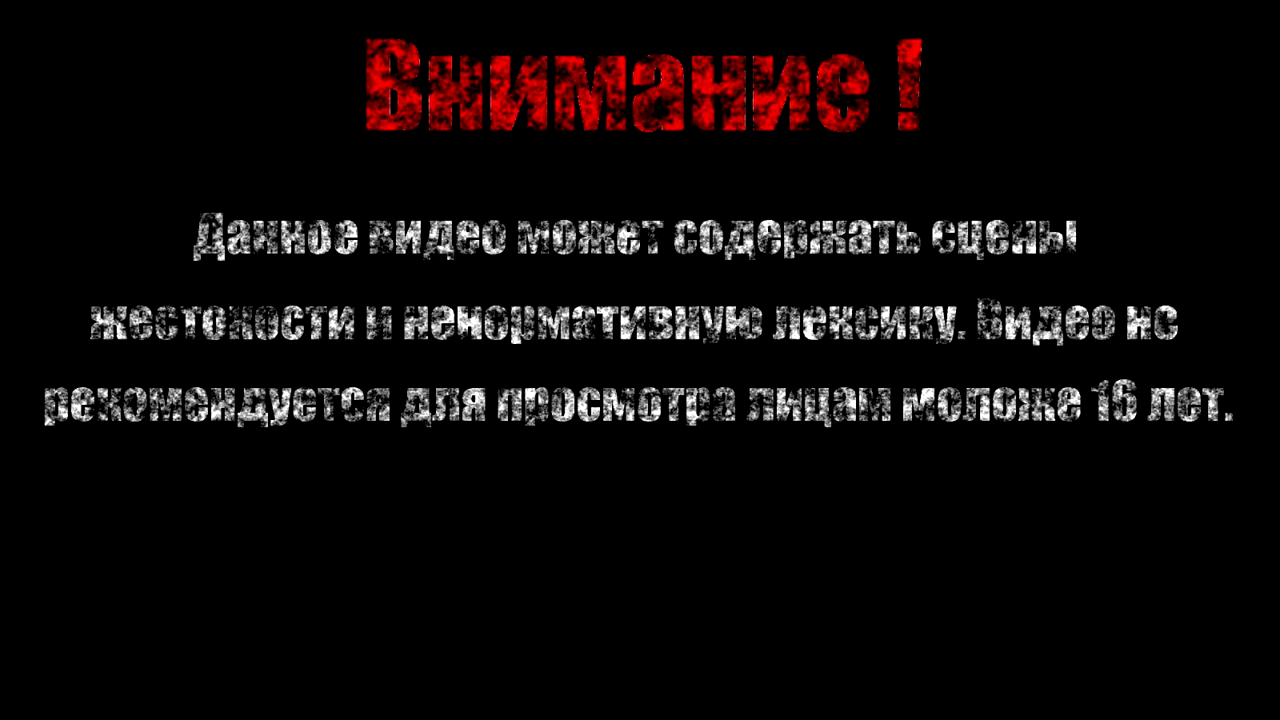 Внимание !
Данное видео может содержать сцены
жестокости и ненормативную лексику. Видео не
рекомендуется для просмотра лицам моложе 16 лет.